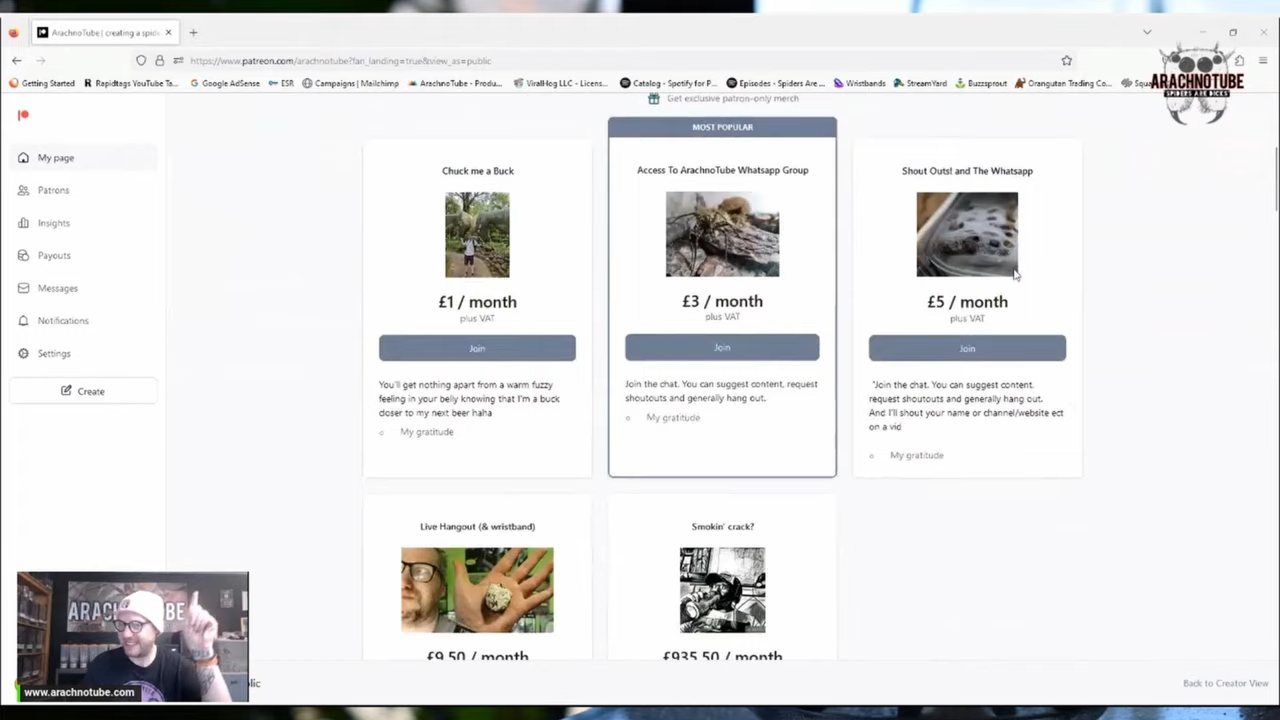 ArachnoTube | creating a spide
https://www.patreon.com/arachnotube?fan_landing=true&view_as=public
Getting Started
Rapidtags YouTube Ta...
Google AdSense
ESR
Campaigns | Mailchimp
ArachnoTube - Produ...
ViralHog LLC - Licens...
Catalog - Spotify for P...
Episodes - Spiders Are ...
Wristbands
StreamYard
Buzzsprout
Orangutan Trading Co...
ARACHNOTUBE
SPIDERS ARE DICKS
My page
Patrons
Insights
Payouts
Messages
Notifications
Settings
Create
Get exclusive patron-only merch
Chuck me a Buck
£1 / month
plus VAT
Join
You'll get nothing apart from a warm fuzzy
feeling in your belly knowing that I'm a buck
closer to my next beer haha
My gratitude
MOST POPULAR
Access To ArachnoTube Whatsapp Group
£3 / month
plus VAT
Join
Join the chat. You can suggest content, request
shoutouts and generally hang out.
My gratitude
Shout Outs! and The Whatsapp
£5 / month
plus VAT
Join
"Join the chat. You can suggest content,
request shoutouts and generally hang out.
And I'll shout your name or channel/website ect
on a vid
My gratitude
Live Hangout (& wristband)
£9.50 / month
Smokin' crack?
£935.50 / month
Back to Creator View
www.arachnotube.com